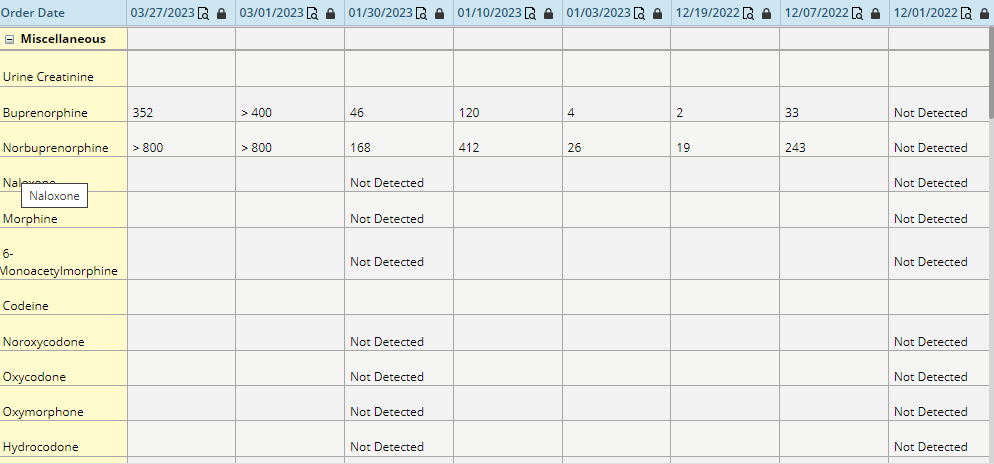 Order Date 03/27/2023 03/01/2023 01/30/2023 01/10/2023 01/03/2023 12/19/2022 12/07/2022 12/01/2022
Miscellaneous
Urine Creatinine
Buprenorphine 352 > 400 46 120 4 2 33 Not Detected
Norbuprenorphine > 800 > 800 168 412 26 19 243 Not Detected
Naloxone Not Detected Not Detected
Naloxone
Morphine Not Detected Not Detected
6-
Monoacetylmorphine Not Detected Not Detected
Codeine
Noroxycodone Not Detected Not Detected
Oxycodone Not Detected Not Detected
Oxymorphone Not Detected Not Detected
Hydrocodone Not Detected Not Detected